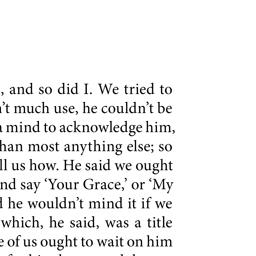 , and so did I. We tried to
’t much use, he couldn’t be
a mind to acknowledge him,
than most anything else; so
ll us how. He said we ought
nd say ‘Your Grace,’ or ‘My
d he wouldn’t mind it if we
which, he said, was a title
e of us ought to wait on him